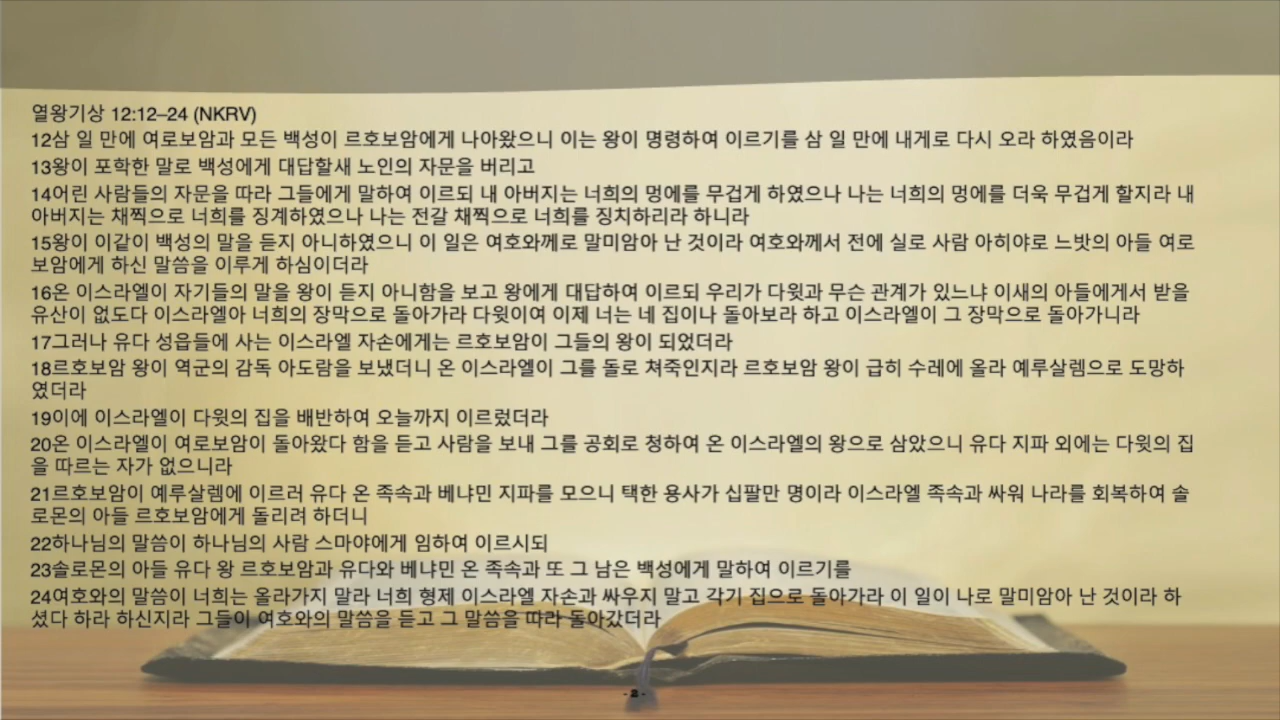 열왕기상 12:12–24 (NKRV)
12삼 일 만에 여로보암과 모든 백성이 르호보암에게 나아왔으니 이는 왕이 명령하여 이르기를 삼 일 만에 내게로 다시 오라 하였음이라
13왕이 포학한 말로 백성에게 대답할새 노인의 자문을 버리고
14어린 사람들의 자문을 따라 그들에게 말하여 이르되 내 아버지는 너희의 멍에를 무겁게 하였으나 나는 너희의 멍에를 더욱 무겁게 할지라 내
아버지는 채찍으로 너희를 징계하였으나 나는 전갈 채찍으로 너희를 징치하리라 하니라
15왕이 이같이 백성의 말을 듣지 아니하였으니 이 일은 여호와께로 말미암아 난 것이라 여호와께서 전에 실로 사람 아히야로 느밧의 아들 여로
보암에게 하신 말씀을 이루게 하심이더라
16온 이스라엘이 자기들의 말을 왕이 듣지 아니함을 보고 왕에게 대답하여 이르되 우리가 다윗과 무슨 관계가 있느냐 이새의 아들에게서 받을
유산이 없도다 이스라엘아 너희의 장막으로 돌아가라 다윗이여 이제 너는 네 집이나 돌아보라 하고 이스라엘이 그 장막으로 돌아가니라
17그러나 유다 성읍들에 사는 이스라엘 자손에게는 르호보암이 그들의 왕이 되었더라
18르호보암 왕이 역군의 감독 아도람을 보냈더니 온 이스라엘이 그를 돌로 쳐죽인지라 르호보암 왕이 급히 수레에 올라 예루살렘으로 도망하
였더라
19이에 이스라엘이 다윗의 집을 배반하여 오늘까지 이르렀더라
20온 이스라엘이 여로보암이 돌아왔다 함을 듣고 사람을 보내 그를 공회로 청하여 온 이스라엘의 왕으로 삼았으니 유다 지파 외에는 다윗의 집
을 따르는 자가 없으니라
21르호보암이 예루살렘에 이르러 유다 온 족속과 베냐민 지파를 모으니 택한 용사가 십팔만 명이라 이스라엘 족속과 싸워 나라를 회복하여 솔
로몬의 아들 르호보암에게 돌리려 하더니
22하나님의 말씀이 하나님의 사람 스마야에게 임하여 이르시되
23솔로몬의 아들 유다 왕 르호보암과 유다와 베냐민 온 족속과 또 그 남은 백성에게 말하여 이르기를
24여호와의 말씀이 너희는 올라가지 말라 너희 형제 이스라엘 자손과 싸우지 말고 각기 집으로 돌아가라 이 일이 나로 말미암아 난 것이라 하
셨다 하라 하신지라 그들이 여호와의 말씀을 듣고 그 말씀을 따라 돌아갔더라
- 2 -